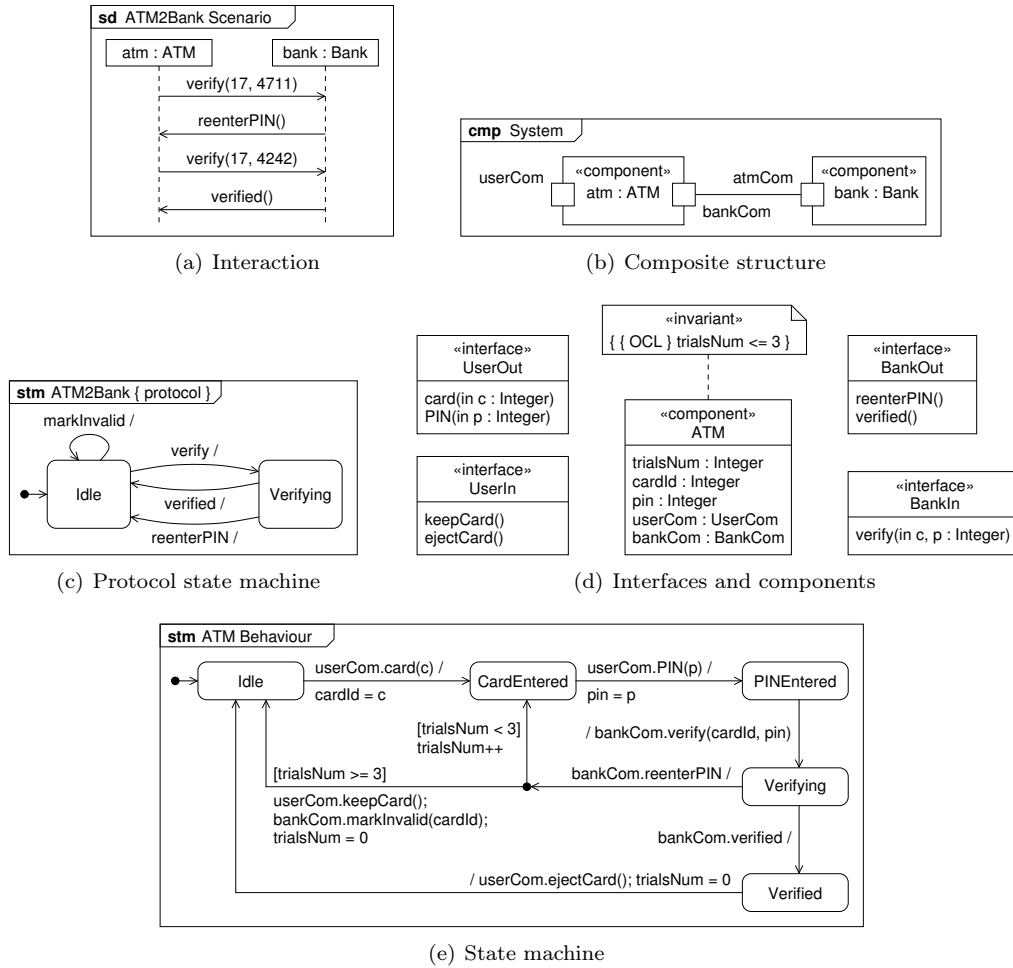 sd ATM2Bank Scenario
atm : ATM
bank : Bank
verify(17, 4711)
reenterPIN()
verify(17, 4242)
verified()
(a) Interaction
cmp System
userCom
«component»
atm : ATM
atmCom
bankCom
«component»
bank : Bank
(b) Composite structure
stm ATM2Bank { protocol }
markInvalid /
Idle
verify /
verified /
reenterPIN /
Verifying
(c) Protocol state machine
«interface»
UserOut
card(in c : Integer)
PIN(in p : Integer)
«interface»
UserIn
keepCard()
ejectCard()
«invariant»
{ { OCL } trialsNum <= 3 }
«component»
ATM
trialsNum : Integer
cardId : Integer
pin : Integer
userCom : UserCom
bankCom : BankCom
«interface»
BankOut
reenterPIN()
verified()
«interface»
BankIn
verify(in c, p : Integer)
(d) Interfaces and components
stm ATM Behaviour
Idle
userCom.card(c) /
cardId = c
CardEntered
userCom.PIN(p) /
pin = p
PINEntered
[trialsNum < 3]
trialsNum++
/ bankCom.verify(cardId, pin)
[trialsNum >= 3]
userCom.keepCard();
bankCom.markInvalid(cardId);
trialsNum = 0
bankCom.reenterPIN /
Verifying
bankCom.verified /
/ userCom.ejectCard(); trialsNum = 0
Verified
(e) State machine